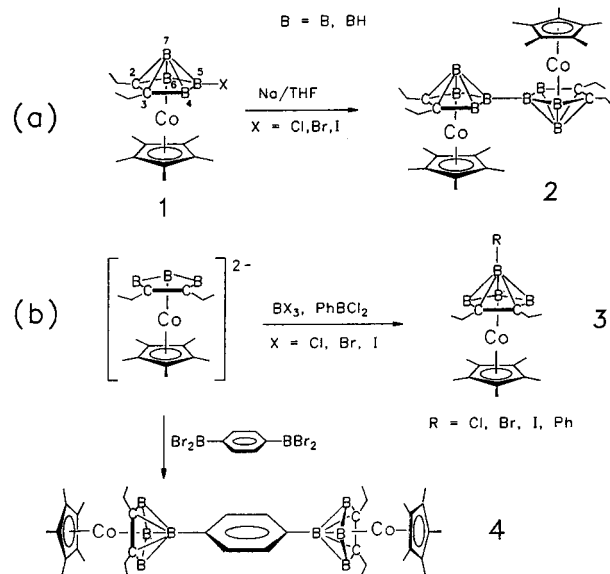 B = B, BH
(a)
7
B
2
C
6
B
B
5
X
C
3
B
4
Co
1
Na/THF
X = Cl,Br,I
B
C
B
B
C
B
Co
Co
B
C
B
B
C
B
2
(b)
2-
B
B
B
C
C
Co
BX3, PhBCl2
X = Cl, Br, I
R
B
B
B
B
C
C
Co
3
R = Cl, Br, I, Ph
Br2B
BBr2
Co
C
C
B
B
B
B
B
B
B
B
C
C
Co
4